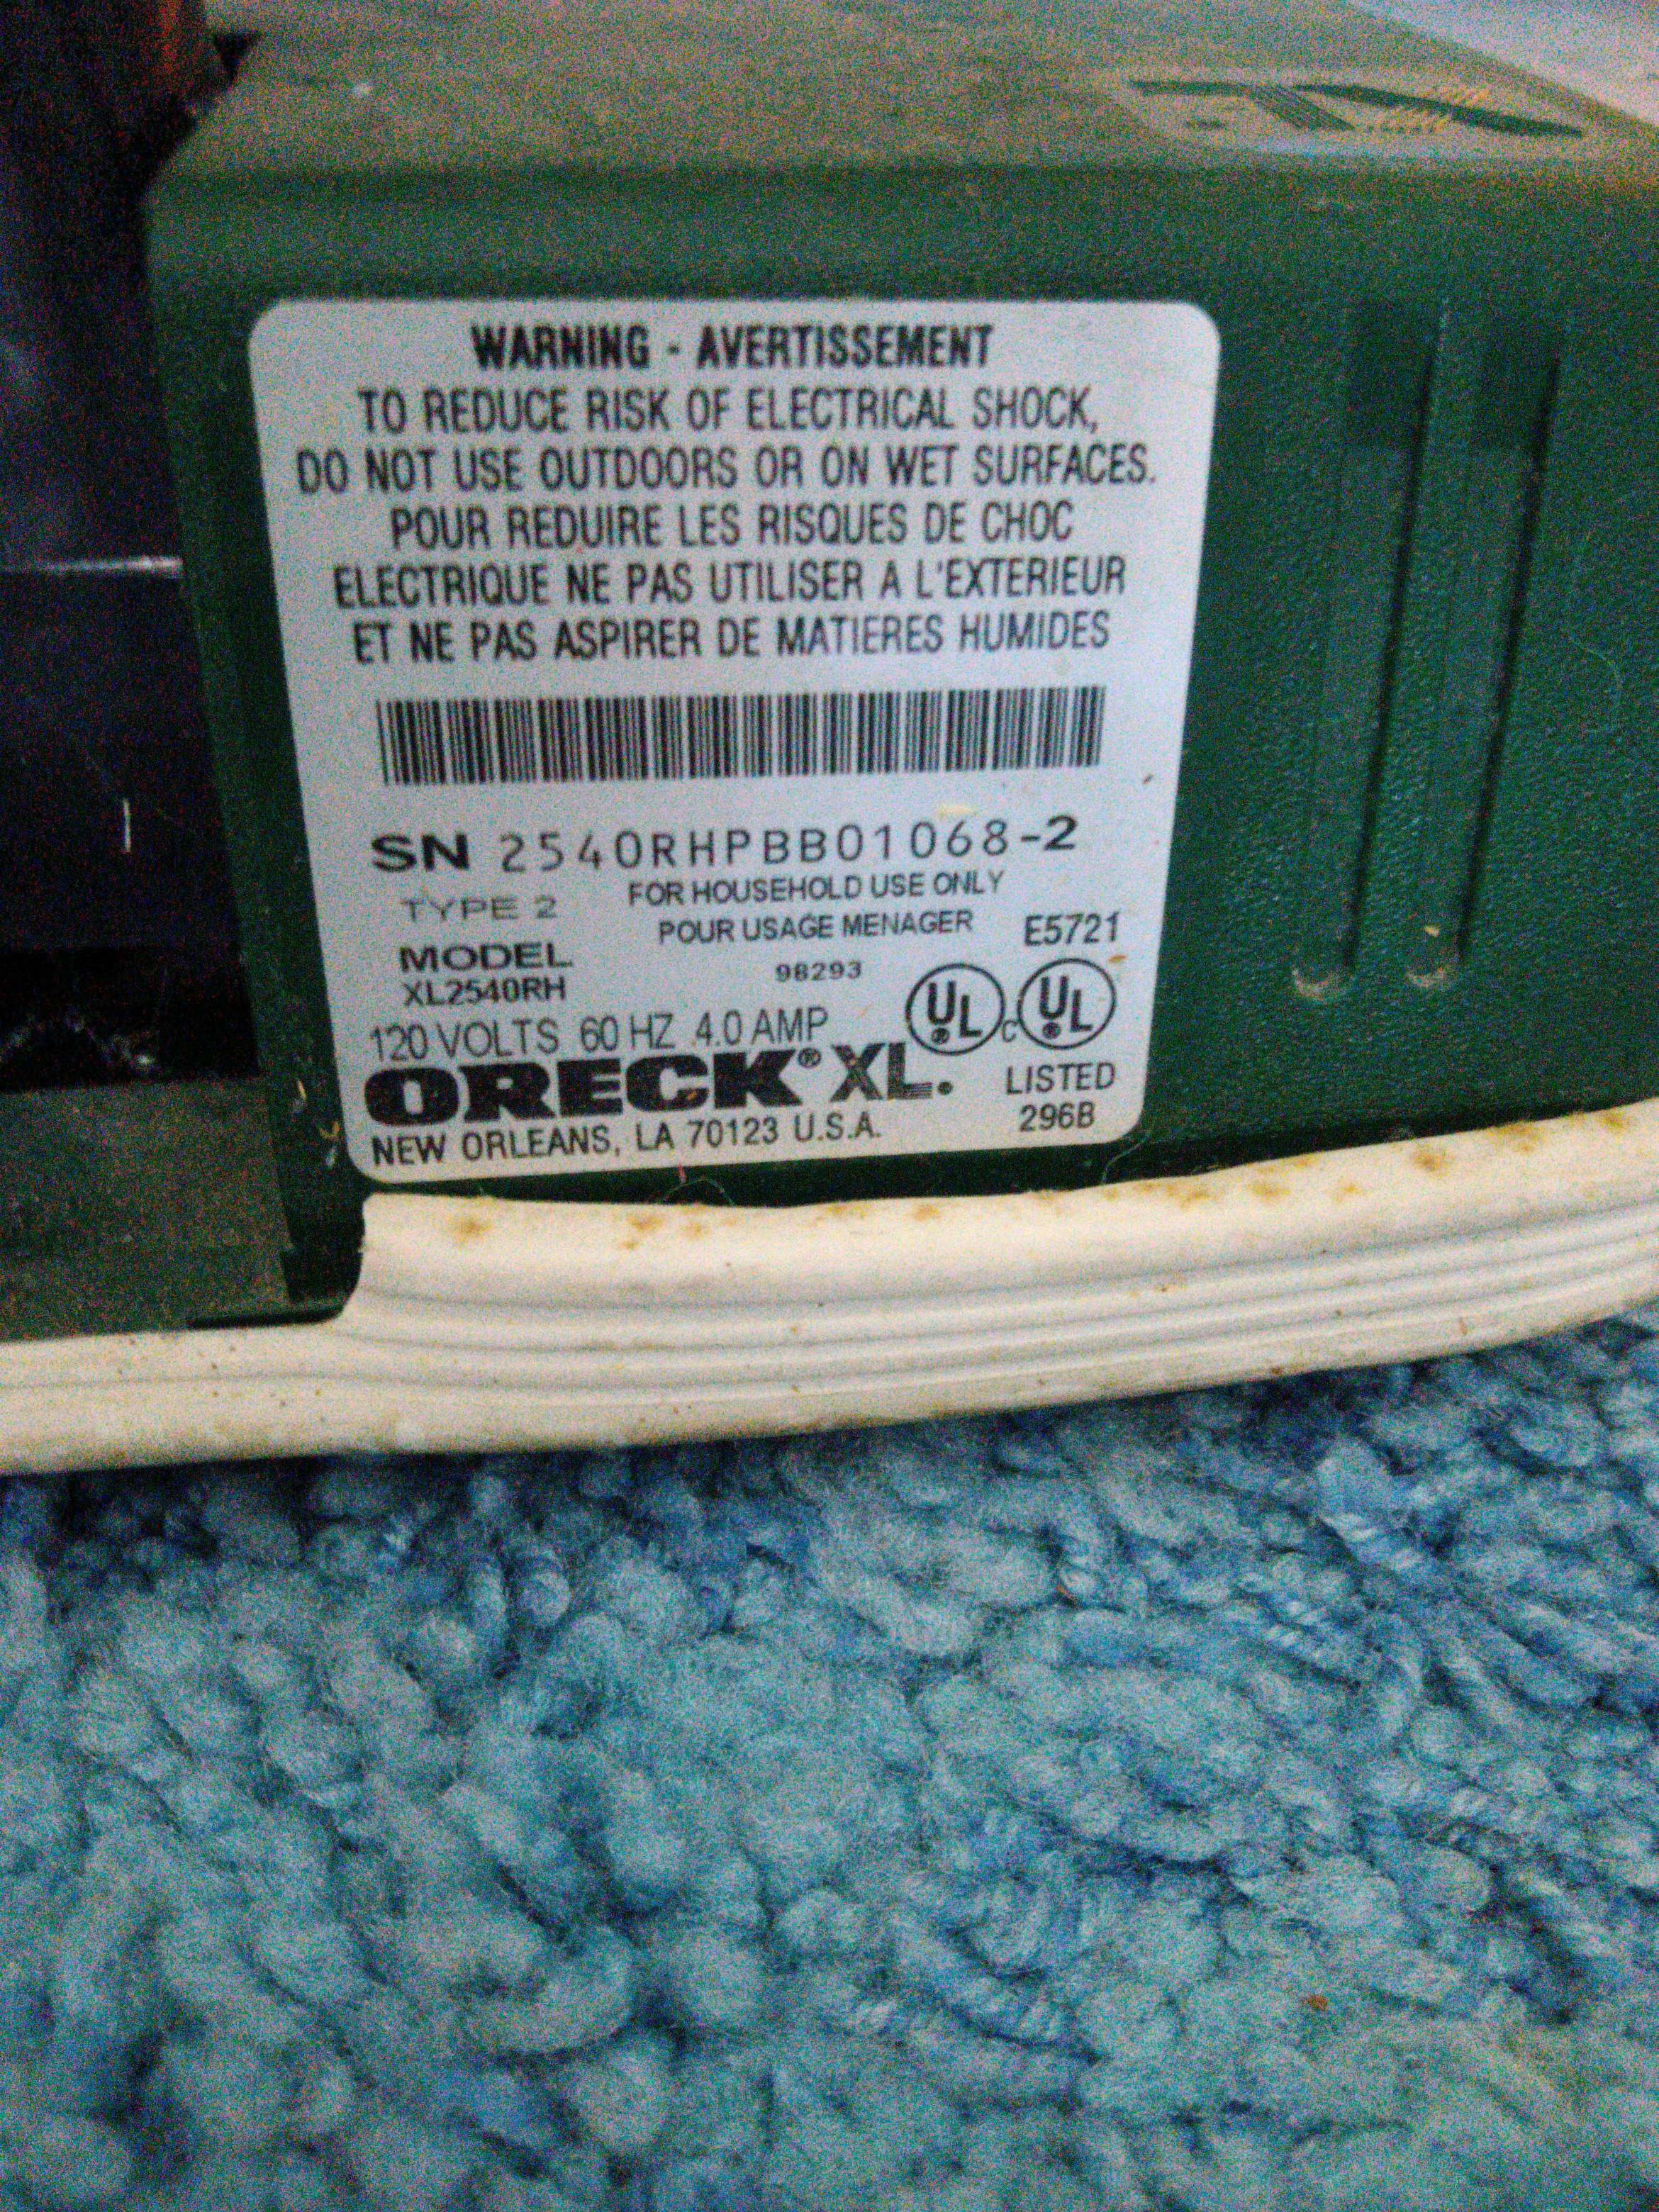 WARNING - AVERTISSEMENT
TO REDUCE RISK OF ELECTRICAL SHOCK,
DO NOT USE OUTDOORS OR ON WET SURFACES.
POUR REDUIRE LES RISQUES DE CHOC
ELECTRIQUE NE PAS UTILISER A L'EXTERIEUR
ET NE PAS ASPIRER DE MATIERES HUMIDES
SN 2540RHPBB01068-2
TYPE 2
FOR HOUSEHOLD USE ONLY
POUR USAGE MENAGER
E5721
MODEL
XL2540RH
98293
120 VOLTS 60 HZ 4.0 AMP
UL® c UL®
ORECK® XL.
LISTED
296B
NEW ORLEANS, LA 70123 U.S.A.